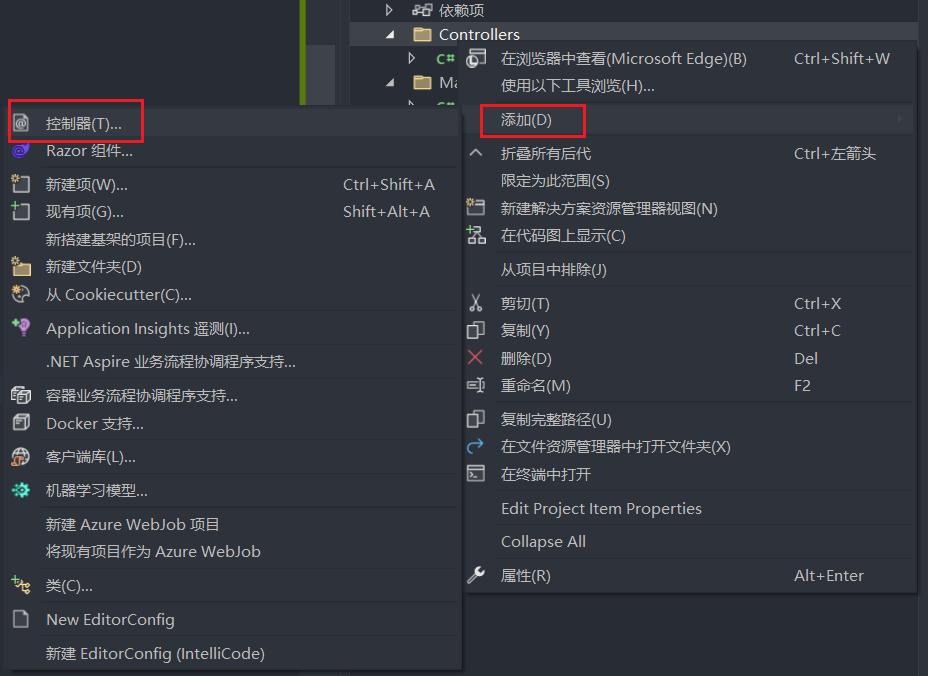 依赖项
Controllers
C#
Ma
在浏览器中查看(Microsoft Edge)(B) Ctrl+Shift+W
使用以下工具浏览(H)...
添加(D)
折叠所有后代 Ctrl+左箭头
限定为此范围(S)
新建解决方案资源管理器视图(N)
在代码图上显示(C)
从项目中排除(J)
剪切(T) Ctrl+X
复制(Y) Ctrl+C
删除(D) Del
重命名(M) F2
复制完整路径(U)
在文件资源管理器中打开文件夹(X)
在终端中打开
Edit Project Item Properties
Collapse All
属性(R) Alt+Enter
控制器(T)...
Razor 组件...
新建项(W)... Ctrl+Shift+A
现有项(G)... Shift+Alt+A
新搭建基架的项目(F)...
新建文件夹(D)
从 Cookiecutter(C)...
Application Insights 遥测(I)...
.NET Aspire 业务流程协调程序支持...
容器业务流程协调程序支持...
Docker 支持...
客户端库(L)...
机器学习模型...
新建 Azure WebJob 项目
将现有项目作为 Azure WebJob
类(C)...
New EditorConfig
新建 EditorConfig (IntelliCode)